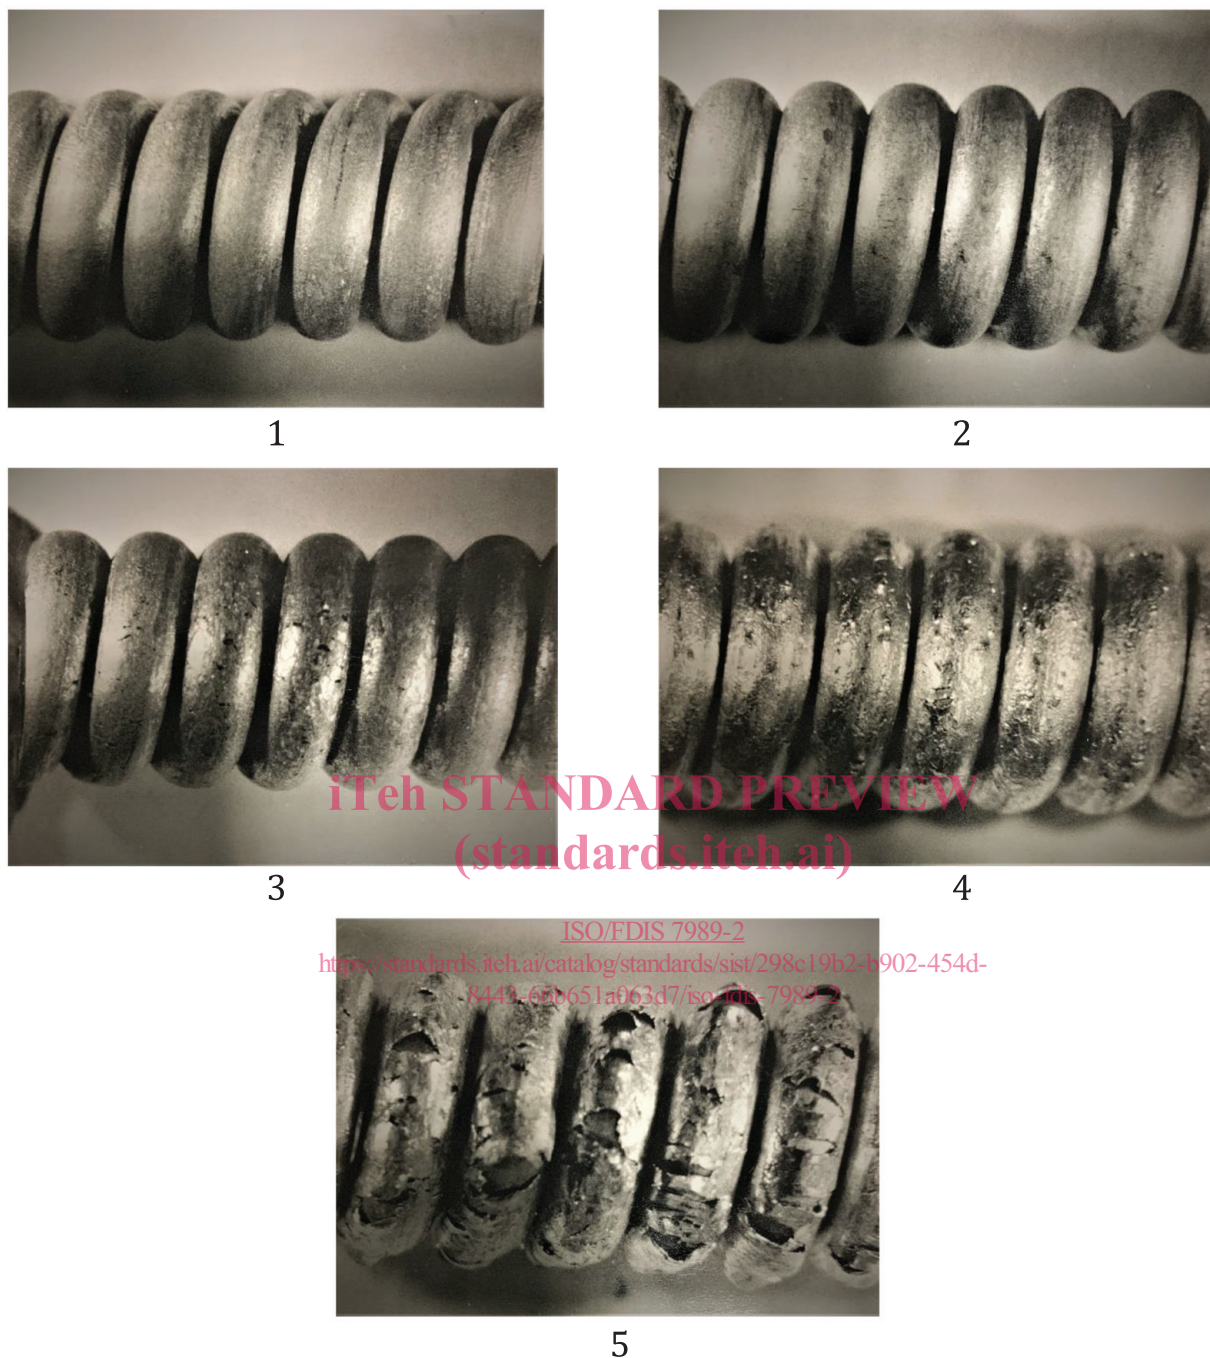 1
2
3
4
iTeh STANDARD PREVIEW
(standards.iteh.ai)
5
ISO/FDIS 7989-2
https://standards.iteh.ai/catalog/standards/sist/298c19b2-b902-454d-
8443-66b651a063d7/iso-fdis-7989-2